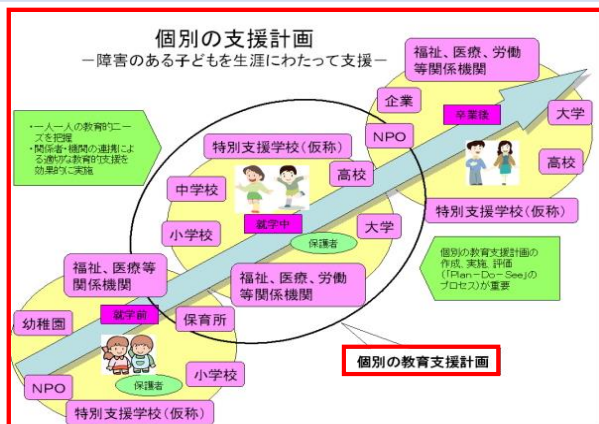 個別の支援計画
－障害のある子どもを生涯にわたって支援－
福祉、医療、労働
等関係機関
企業
卒業後
大学
NPO
高校
特別支援学校(仮称)
・一人一人の教育的ニー
ズを把握
・関係者・機関の連携によ
る適切な教育的支援を
効果的に実施
特別支援学校(仮称)
中学校
高校
就学中
小学校
保護者
大学
福祉、医療、労働
等関係機関
個別の教育支援計画の
作成、実施、評価
(「Plan－Do－See」の
プロセス)が重要
福祉、医療等
関係機関
就学前
幼稚園
保育所
NPO
保護者
小学校
特別支援学校(仮称)
個別の教育支援計画